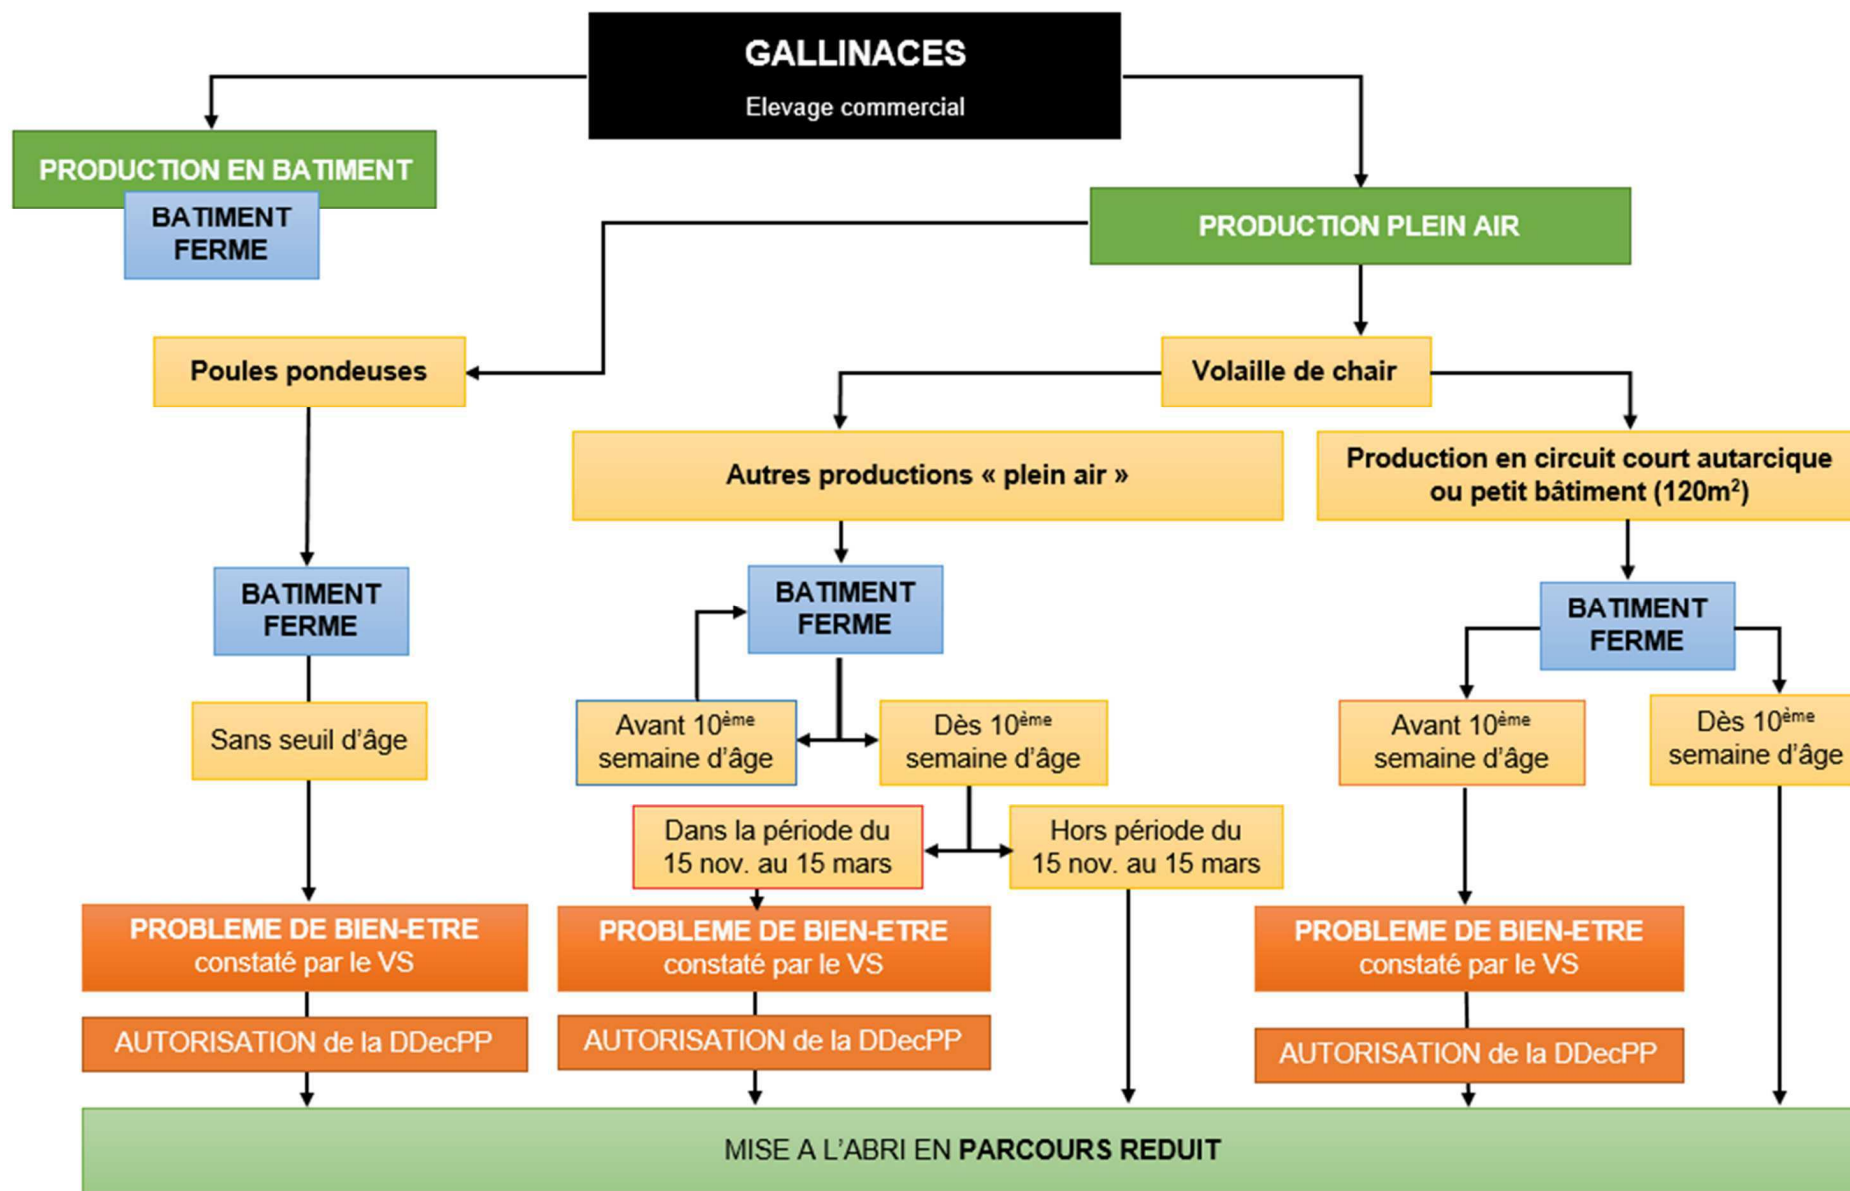 GALLINACES
Elevage commercial
PRODUCTION EN BATIMENT
BATIMENT
FERME
PRODUCTION PLEIN AIR
Poules pondeuses
Volaille de chair
Autres productions « plein air »
Production en circuit court autarcique
ou petit bâtiment (120m²)
BATIMENT
FERME
BATIMENT
FERME
BATIMENT
FERME
Sans seuil d'âge
Avant 10ème
semaine d'âge
Dès 10ème
semaine d'âge
Avant 10ème
semaine d'âge
Dès 10ème
semaine d'âge
Dans la période du
15 nov. au 15 mars
Hors période du
15 nov. au 15 mars
PROBLEME DE BIEN-ETRE
constaté par le VS
PROBLEME DE BIEN-ETRE
constaté par le VS
PROBLEME DE BIEN-ETRE
constaté par le VS
AUTORISATION de la DDecPP
AUTORISATION de la DDecPP
AUTORISATION de la DDecPP
MISE A L'ABRI EN PARCOURS REDUIT